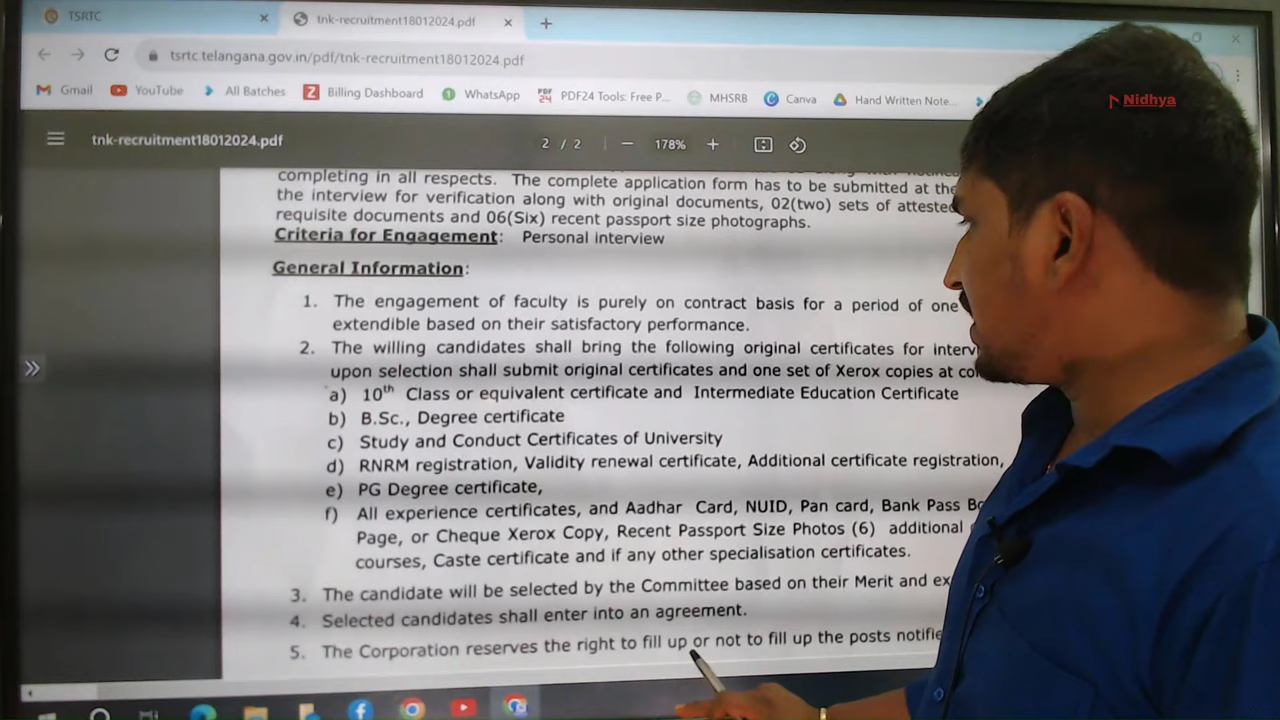 TSRTC
tnk-recruitment18012024.pdf
tsrtc.telangana.gov.in/pdf/tnk-recruitment18012024.pdf
Gmail YouTube All Batches Billing Dashboard WhatsApp PDF24 Tools: Free P... MHSRB Canva Hand Written Note...
Nidhya
tnk-recruitment18012024.pdf 2 / 2 178%
completing in all respects. The complete application form has to be submitted at the
the interview for verification along with original documents, 02(two) sets of attested
requisite documents and 06(Six) recent passport size photographs.
Criteria for Engagement: Personal interview
General Information:
1. The engagement of faculty is purely on contract basis for a period of one
extendible based on their satisfactory performance.
2. The willing candidates shall bring the following original certificates for
upon selection shall submit original certificates and one set of Xerox copies at
a) 10th Class or equivalent certificate and Intermediate Education Certificate
b) B.Sc., Degree certificate
c) Study and Conduct Certificates of University
d) RNRM registration, Validity renewal certificate, Additional certificate registration,
e) PG Degree certificate,
f) All experience certificates, and Aadhar Card, NUID, Pan card, Bank Pass
Page, or Cheque Xerox Copy, Recent Passport Size Photos (6) additional
courses, Caste certificate and if any other specialisation certificates.
3. The candidate will be selected by the Committee based on their Merit and
4. Selected candidates shall enter into an agreement.
5. The Corporation reserves the right to fill up or not to fill up the posts